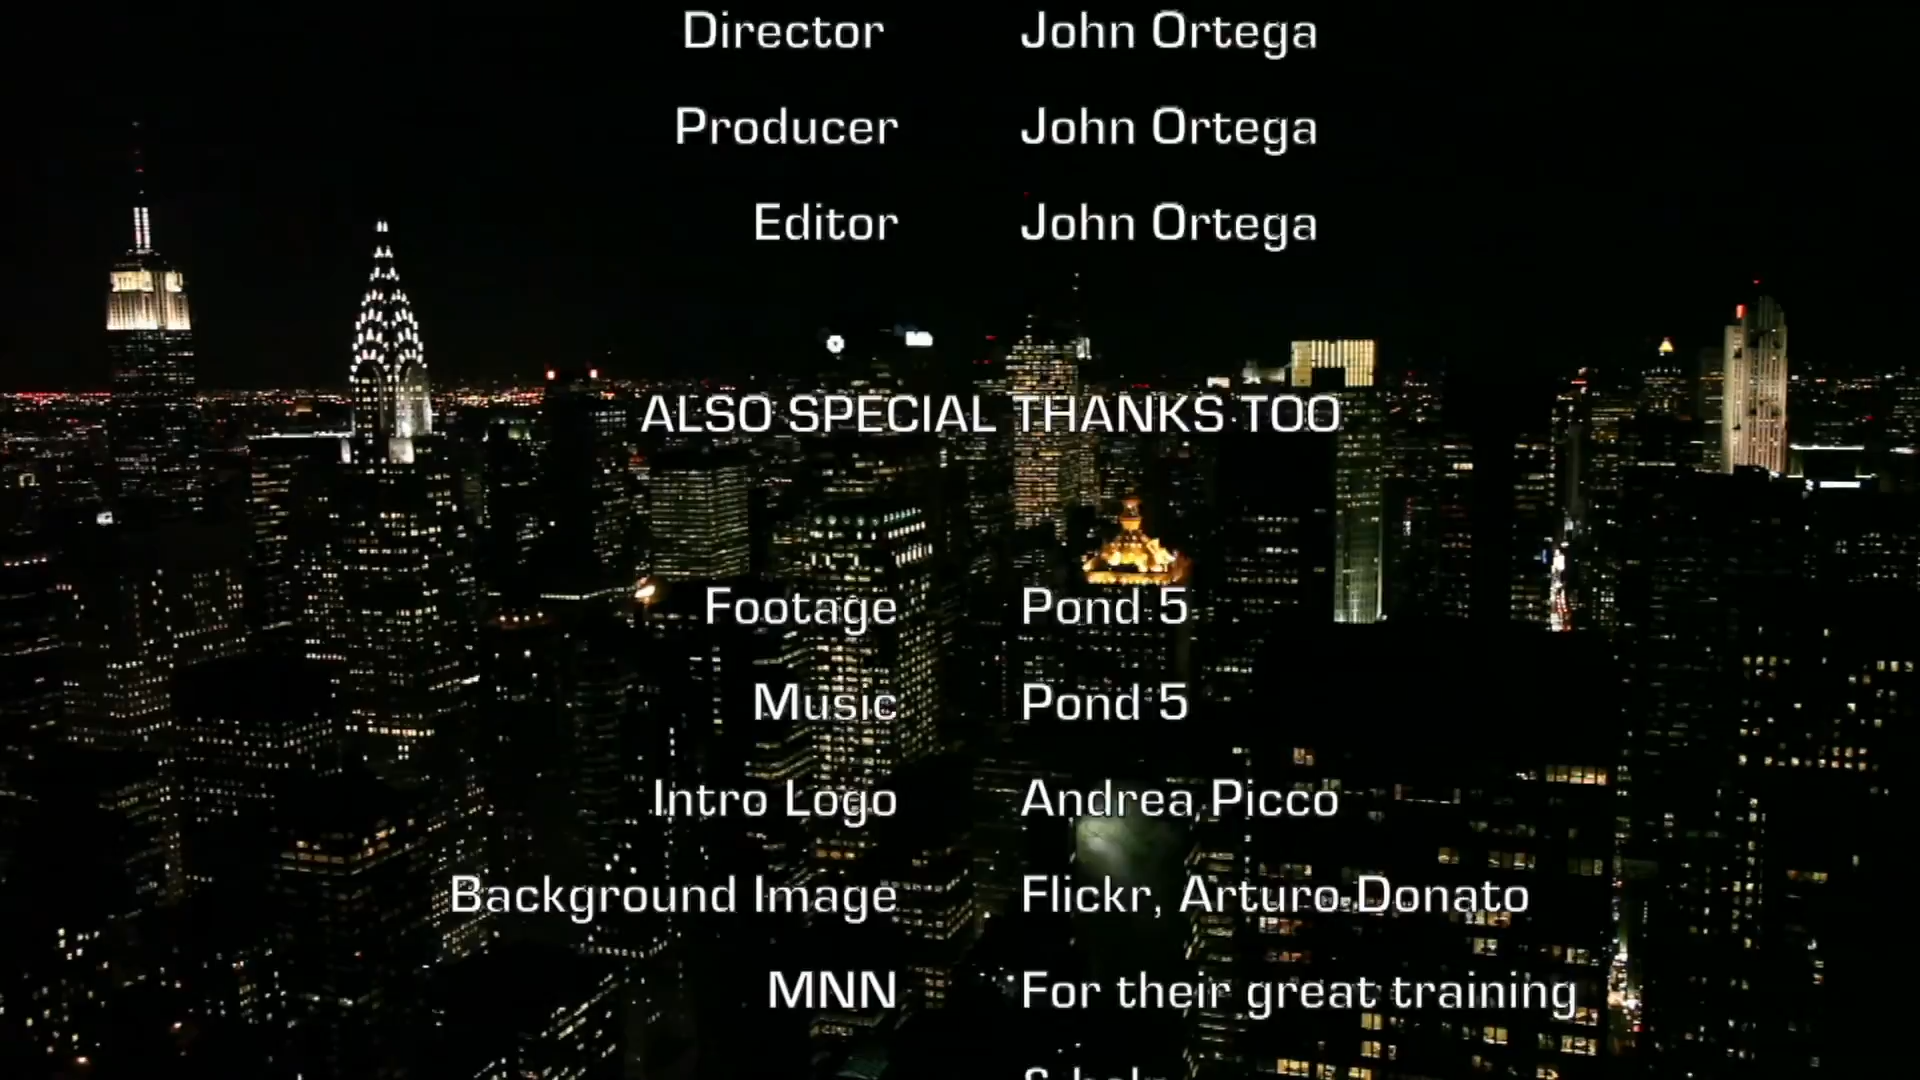 Director John Ortega
Producer John Ortega
Editor John Ortega
ALSO SPECIAL THANKS TOO
Footage Pond 5
Music Pond 5
Intro Logo Andrea Picco
Background Image Flickr, Arturo Donato
MNN For their great training